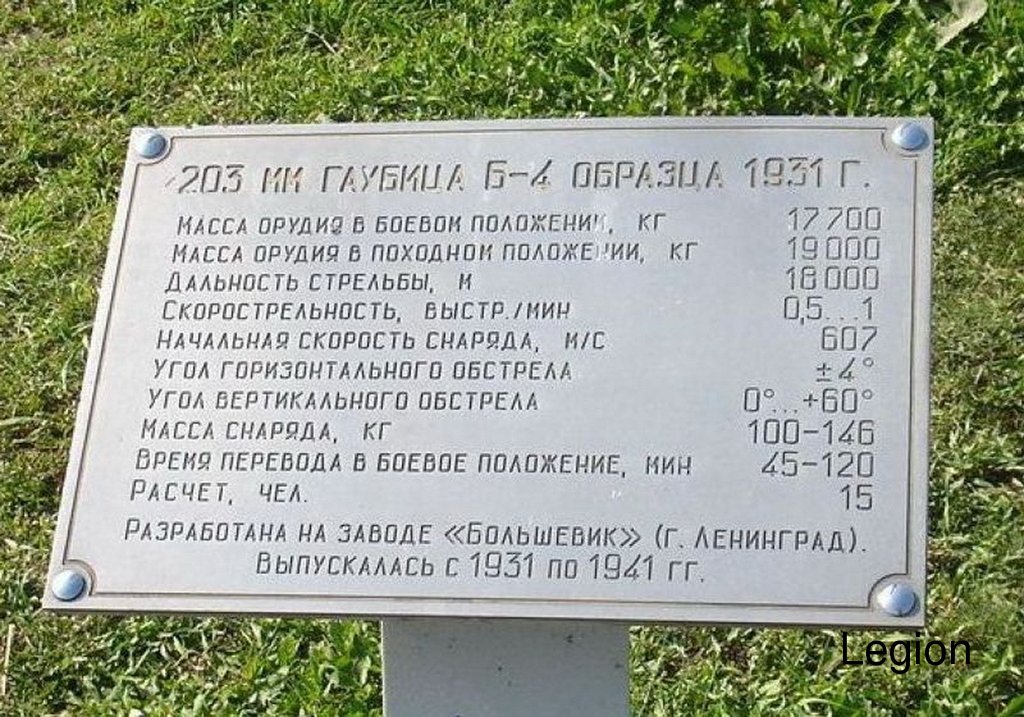 203 мм гаубица Б-4 образца 1931 г.
Масса орудия в боевом положении, кг 17700
Масса орудия в походном положении, кг 19000
Дальность стрельбы, м 18000
Скорострельность, выстр./мин 0,5...1
Начальная скорость снаряда, м/с 607
Угол горизонтального обстрела ±4°
Угол вертикального обстрела 0°...+60°
Масса снаряда, кг 100-146
Время перевода в боевое положение, мин 45-120
Расчет, чел. 15
Разработана на заводе «Большевик» (г. Ленинград).
Выпускалась с 1931 по 1941 гг.
Legion